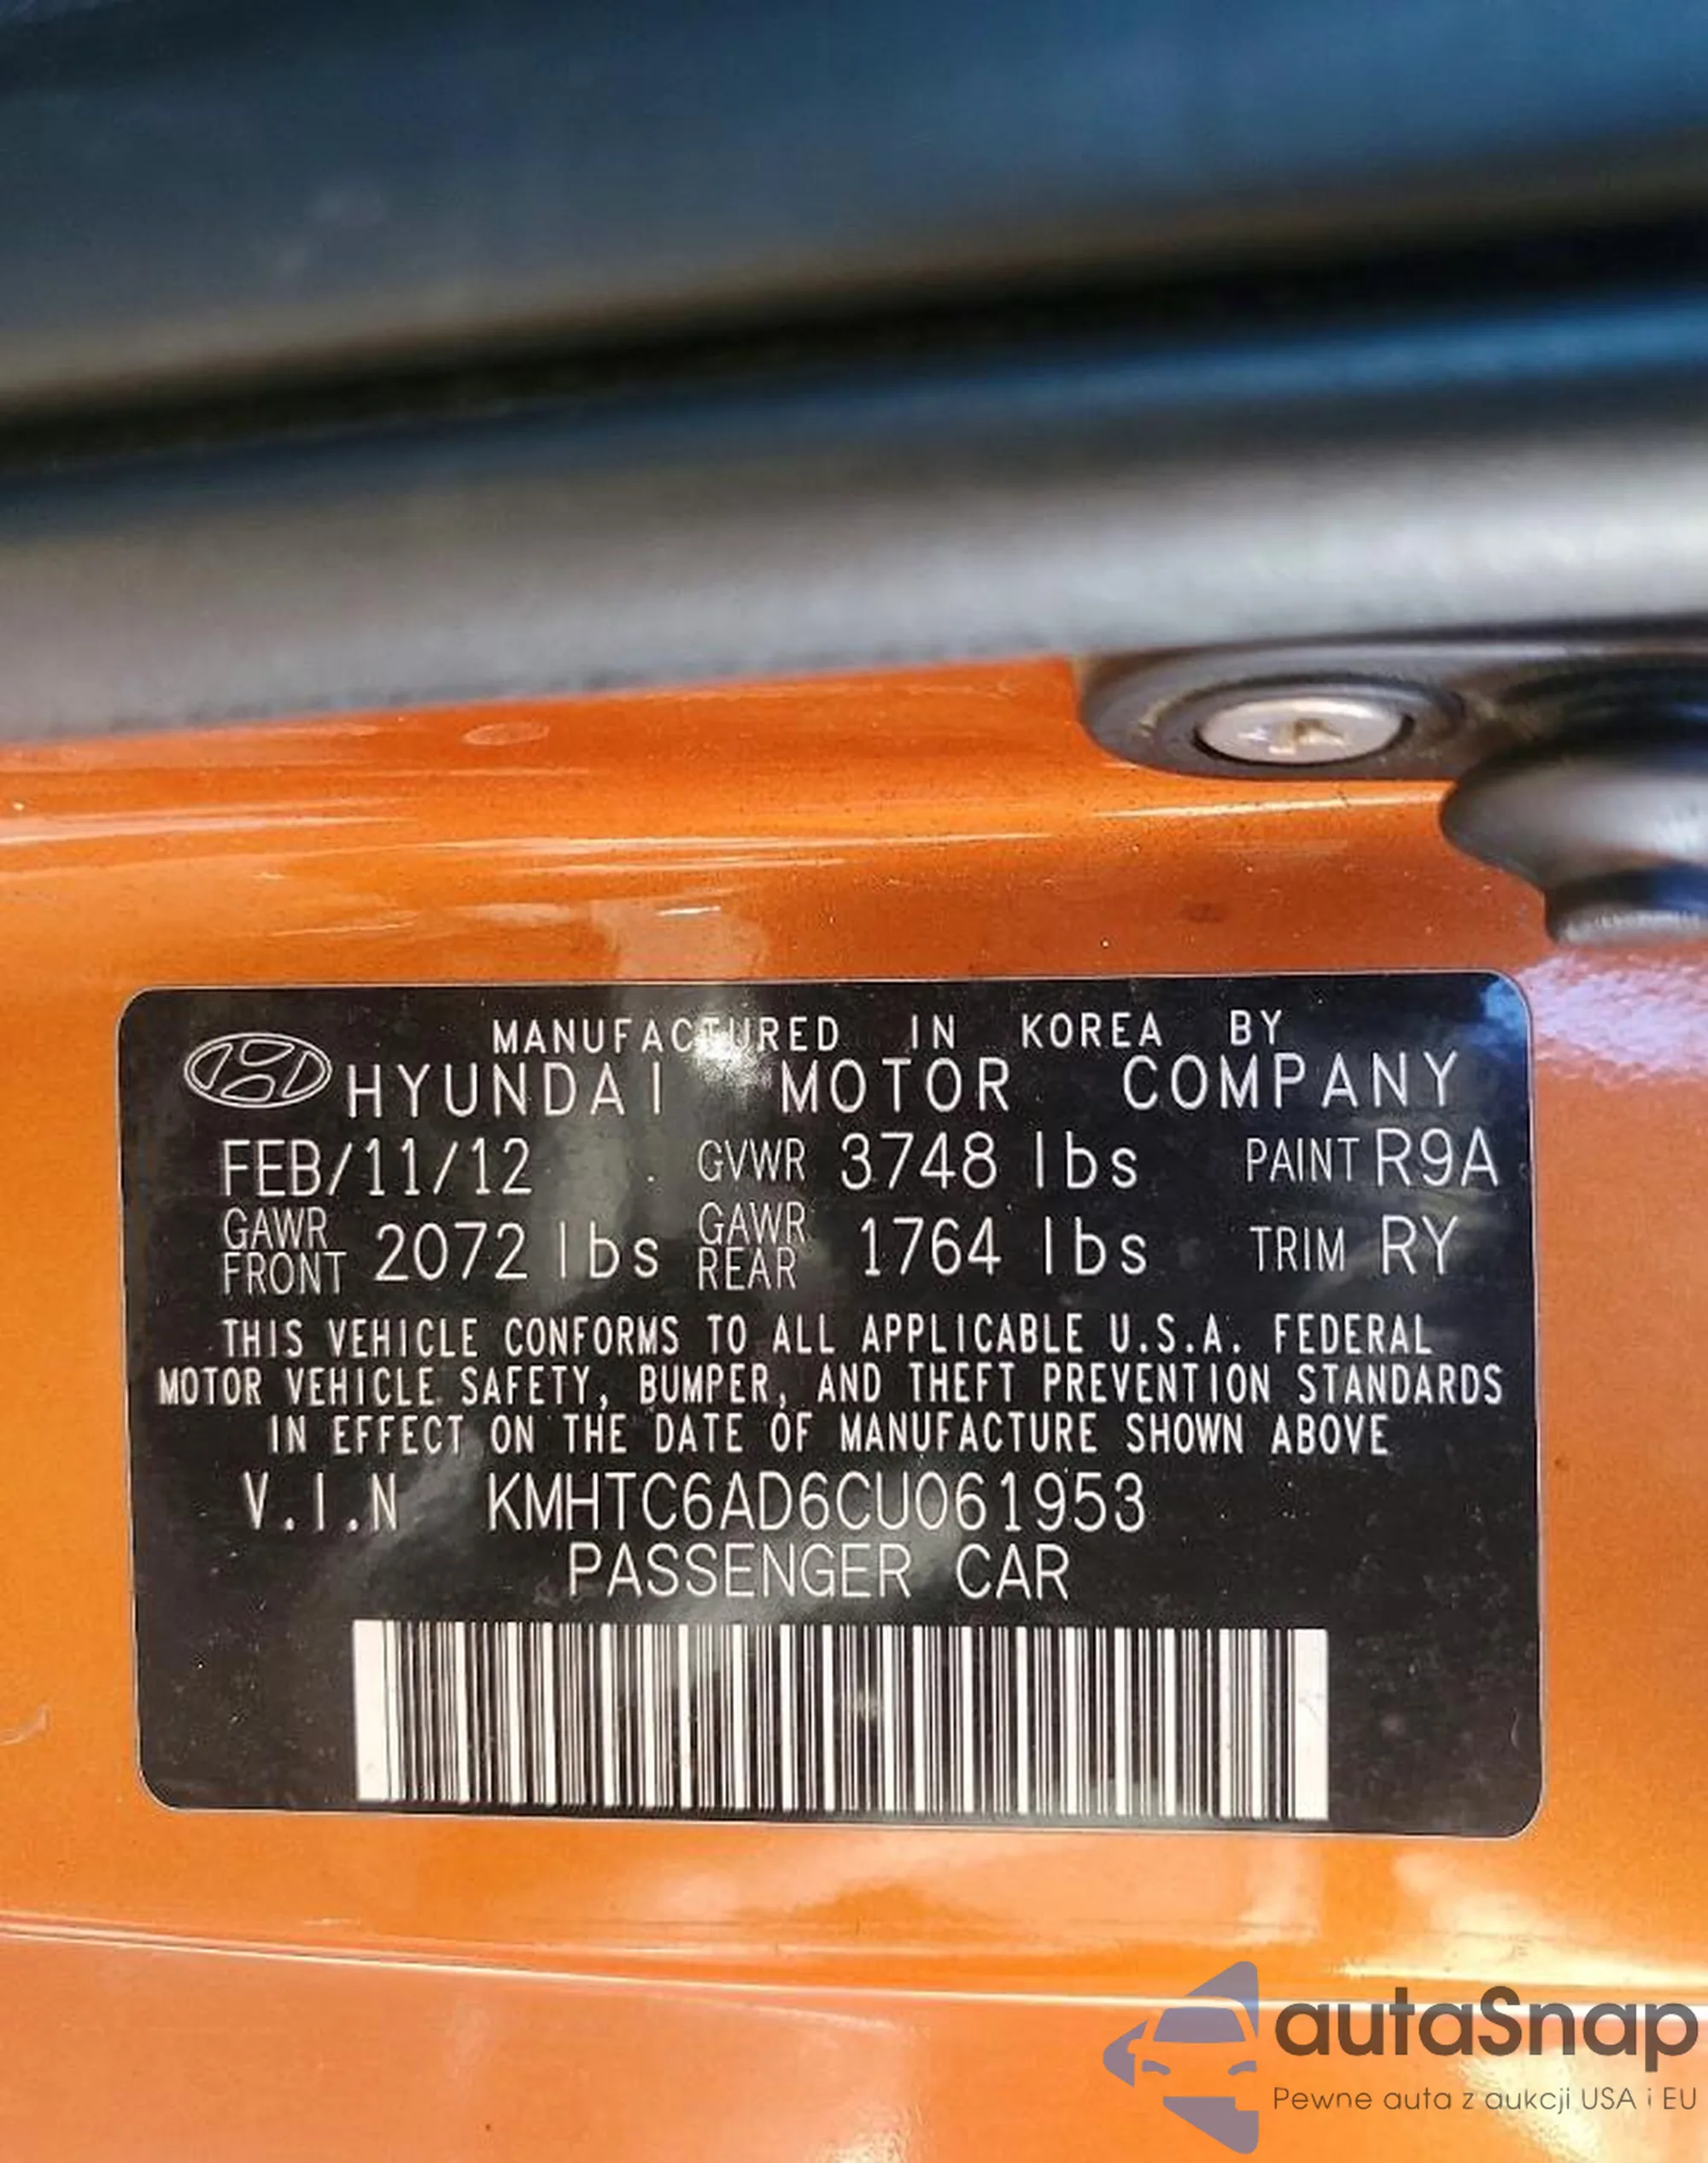 MANUFACTURED IN KOREA BY
HYUNDAI MOTOR COMPANY
FEB/11/12 GVWR 3748 lbs PAINT R9A
GAWR FRONT 2072 lbs GAWR REAR 1764 lbs TRIM RY
THIS VEHICLE CONFORMS TO ALL APPLICABLE U.S.A. FEDERAL
MOTOR VEHICLE SAFETY, BUMPER, AND THEFT PREVENTION STANDARDS
IN EFFECT ON THE DATE OF MANUFACTURE SHOWN ABOVE
V.I.N KMHTC6AD6CU061953
PASSENGER CAR
autaSnap
Pewne auta z aukcji USA i EU